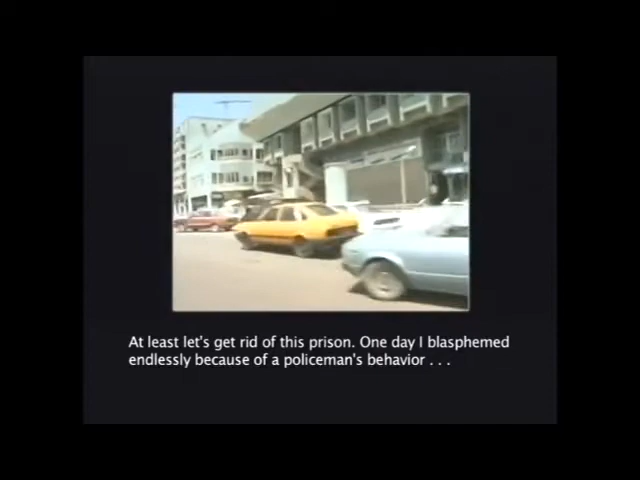 At least let's get rid of this prison. One day I blasphemed
endlessly because of a policeman's behavior . . .